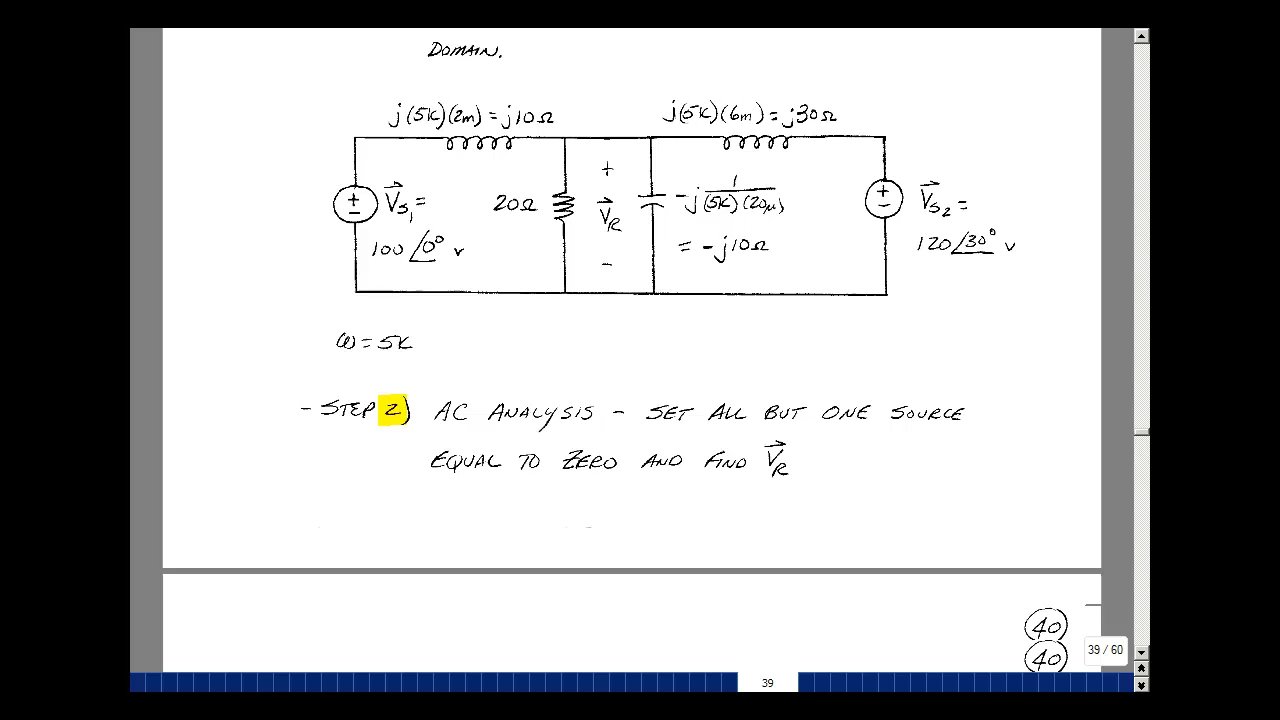 DOMAIN.
j(5K)(2m) = j10Ω
j(5K)(6m) = j30Ω
+
-
V⃗S₁ =
100 ∠0° V
20Ω
+
V⃗R
-
-j 1/(5K)(20μ)
= -j10Ω
+
-
V⃗S₂ =
120 ∠30° V
ω = 5K
- STEP 2) AC ANALYSIS - SET ALL BUT ONE SOURCE
EQUAL TO ZERO AND FIND V⃗R
40
40
39 / 60
39